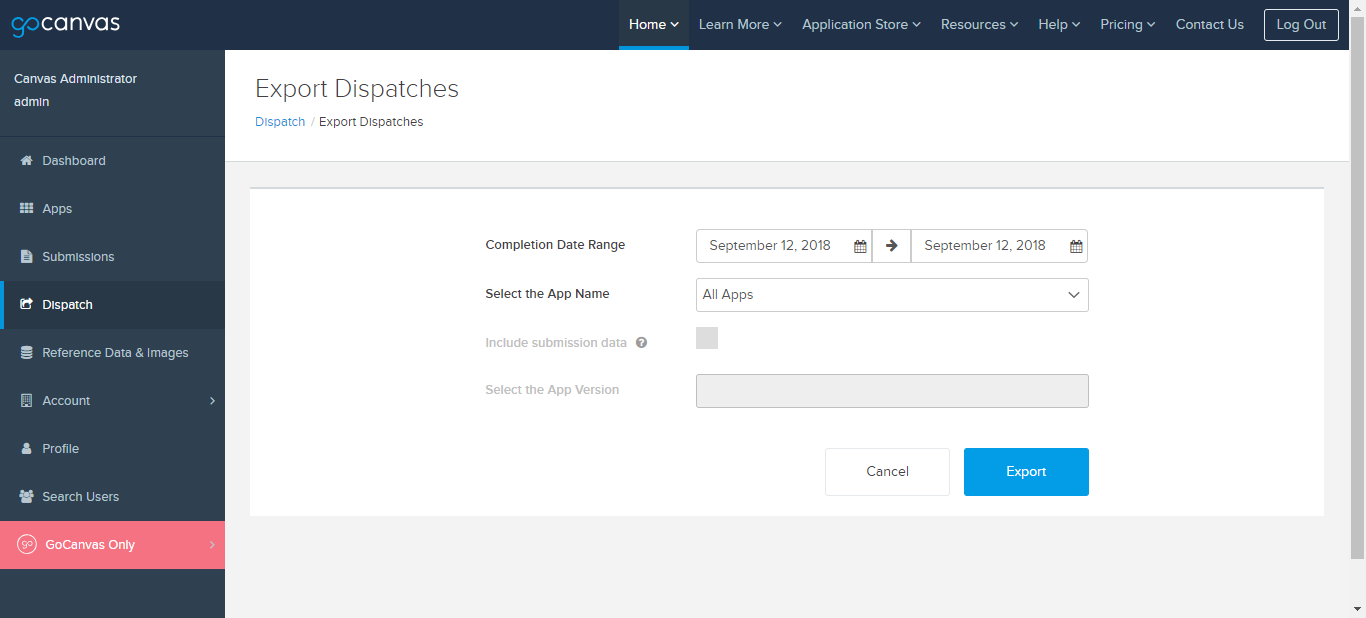 gocanvas
Home Learn More Application Store Resources Help Pricing Contact Us Log Out
Canvas Administrator
admin
Dashboard
Apps
Submissions
Dispatch
Reference Data & Images
Account
Profile
Search Users
go GoCanvas Only
Export Dispatches
Dispatch / Export Dispatches
Completion Date Range September 12, 2018 September 12, 2018
Select the App Name All Apps
Include submission data ?
Select the App Version
Cancel Export